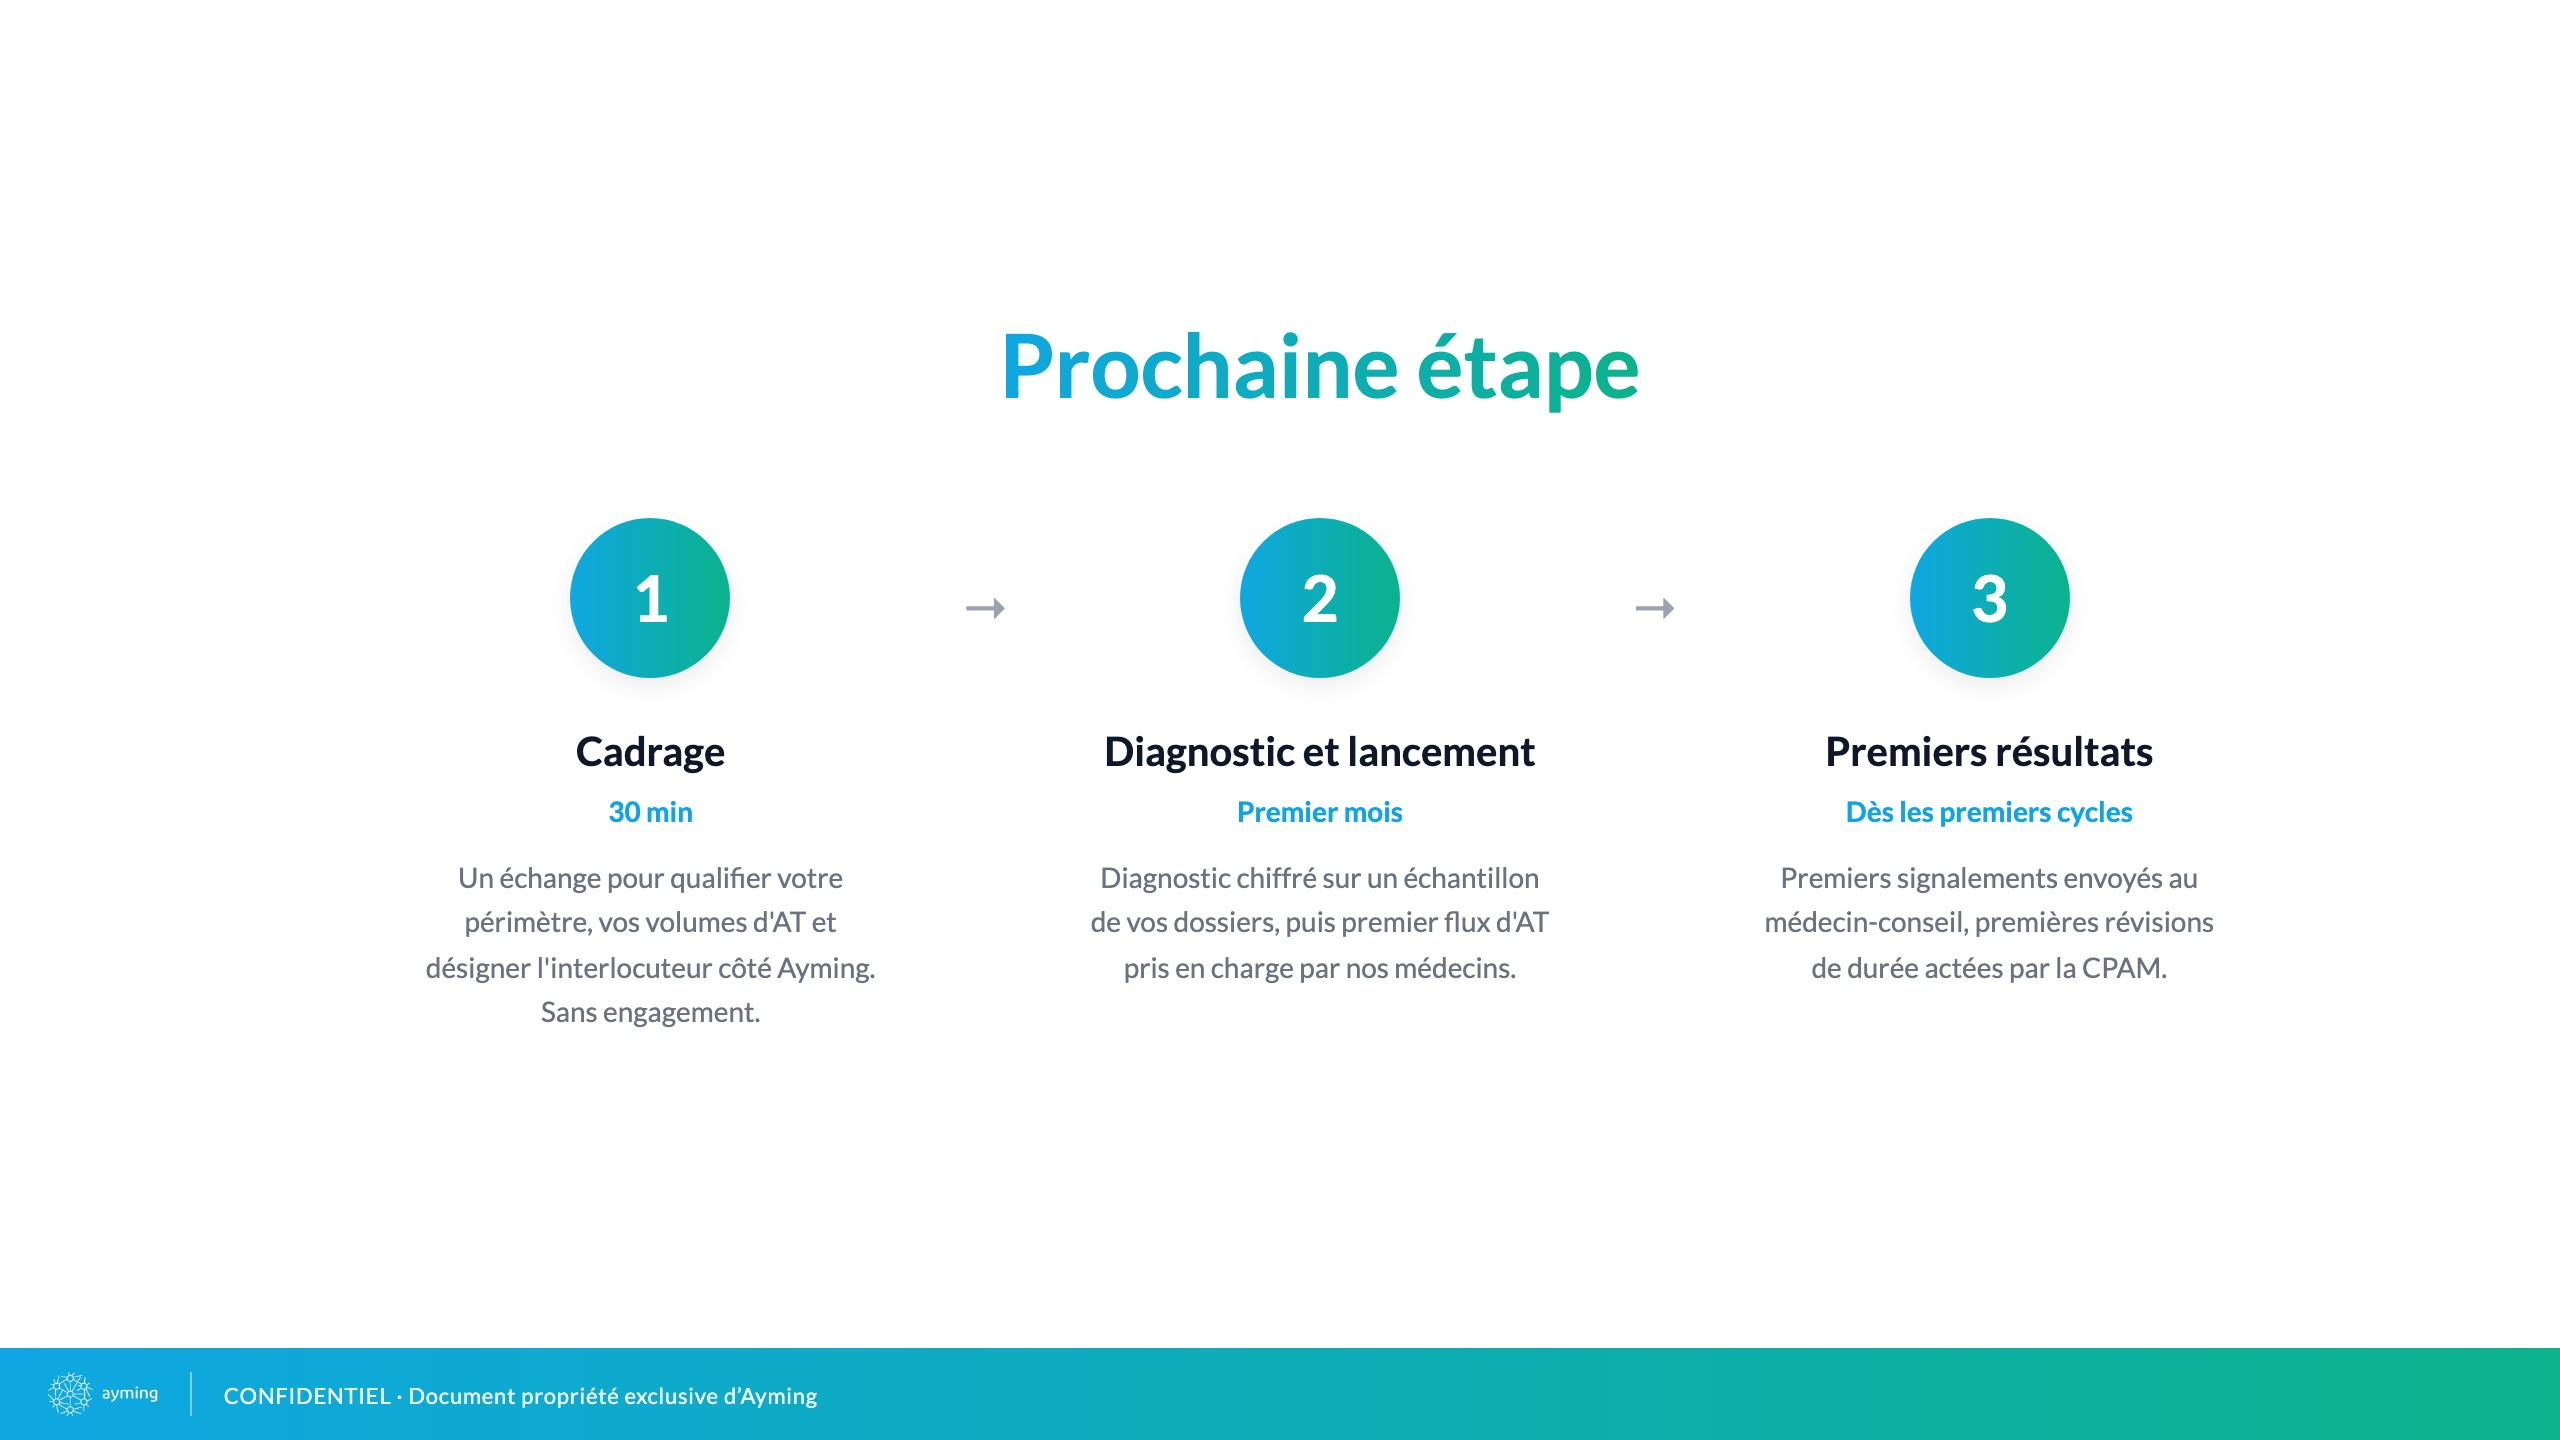 Prochaine étape
1
2
3
Cadrage
30 min
Un échange pour qualifier votre
périmètre, vos volumes d'AT et
désigner l'interlocuteur côté Ayming.
Sans engagement.
Diagnostic et lancement
Premier mois
Diagnostic chiffré sur un échantillon
de vos dossiers, puis premier flux d'AT
pris en charge par nos médecins.
Premiers résultats
Dès les premiers cycles
Premiers signalements envoyés au
médecin-conseil, premières révisions
de durée actées par la CPAM.
ayming
CONFIDENTIEL · Document propriété exclusive d’Ayming